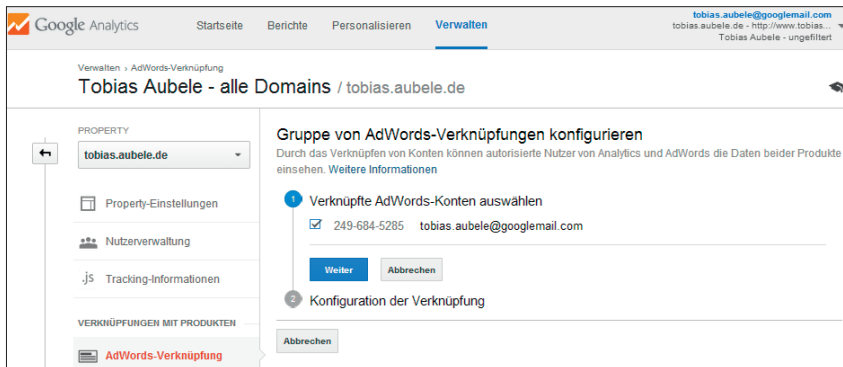 Google Analytics
Startseite Berichte Personalisieren Verwalten
tobias.aubele@googlemail.com
tobias.aubele.de - http://www.tobias...
Tobias Aubele - ungefiltert
Verwalten › AdWords-Verknüpfung
Tobias Aubele - alle Domains / tobias.aubele.de
PROPERTY
tobias.aubele.de
Property-Einstellungen
Nutzerverwaltung
.js Tracking-Informationen
VERKNÜPFUNGEN MIT PRODUKTEN
AdWords-Verknüpfung
Gruppe von AdWords-Verknüpfungen konfigurieren
Durch das Verknüpfen von Konten können autorisierte Nutzer von Analytics und AdWords die Daten beider Produkte
einsehen. Weitere Informationen
1 Verknüpfte AdWords-Konten auswählen
249-684-5285 tobias.aubele@googlemail.com
Weiter Abbrechen
2 Konfiguration der Verknüpfung
Abbrechen